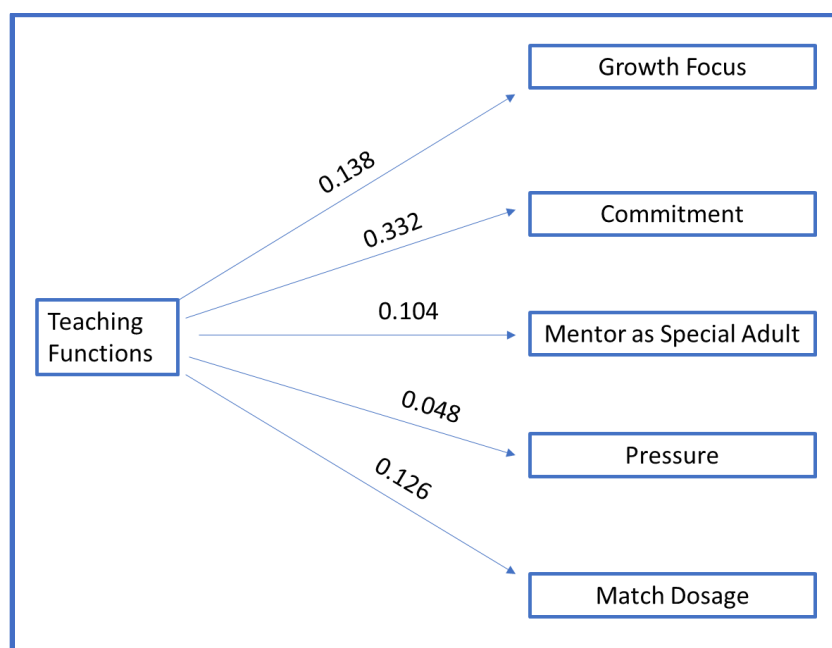 Growth Focus
0.138
Commitment
0.332
Teaching
Functions
0.104
Mentor as Special Adult
0.048
Pressure
0.126
Match Dosage